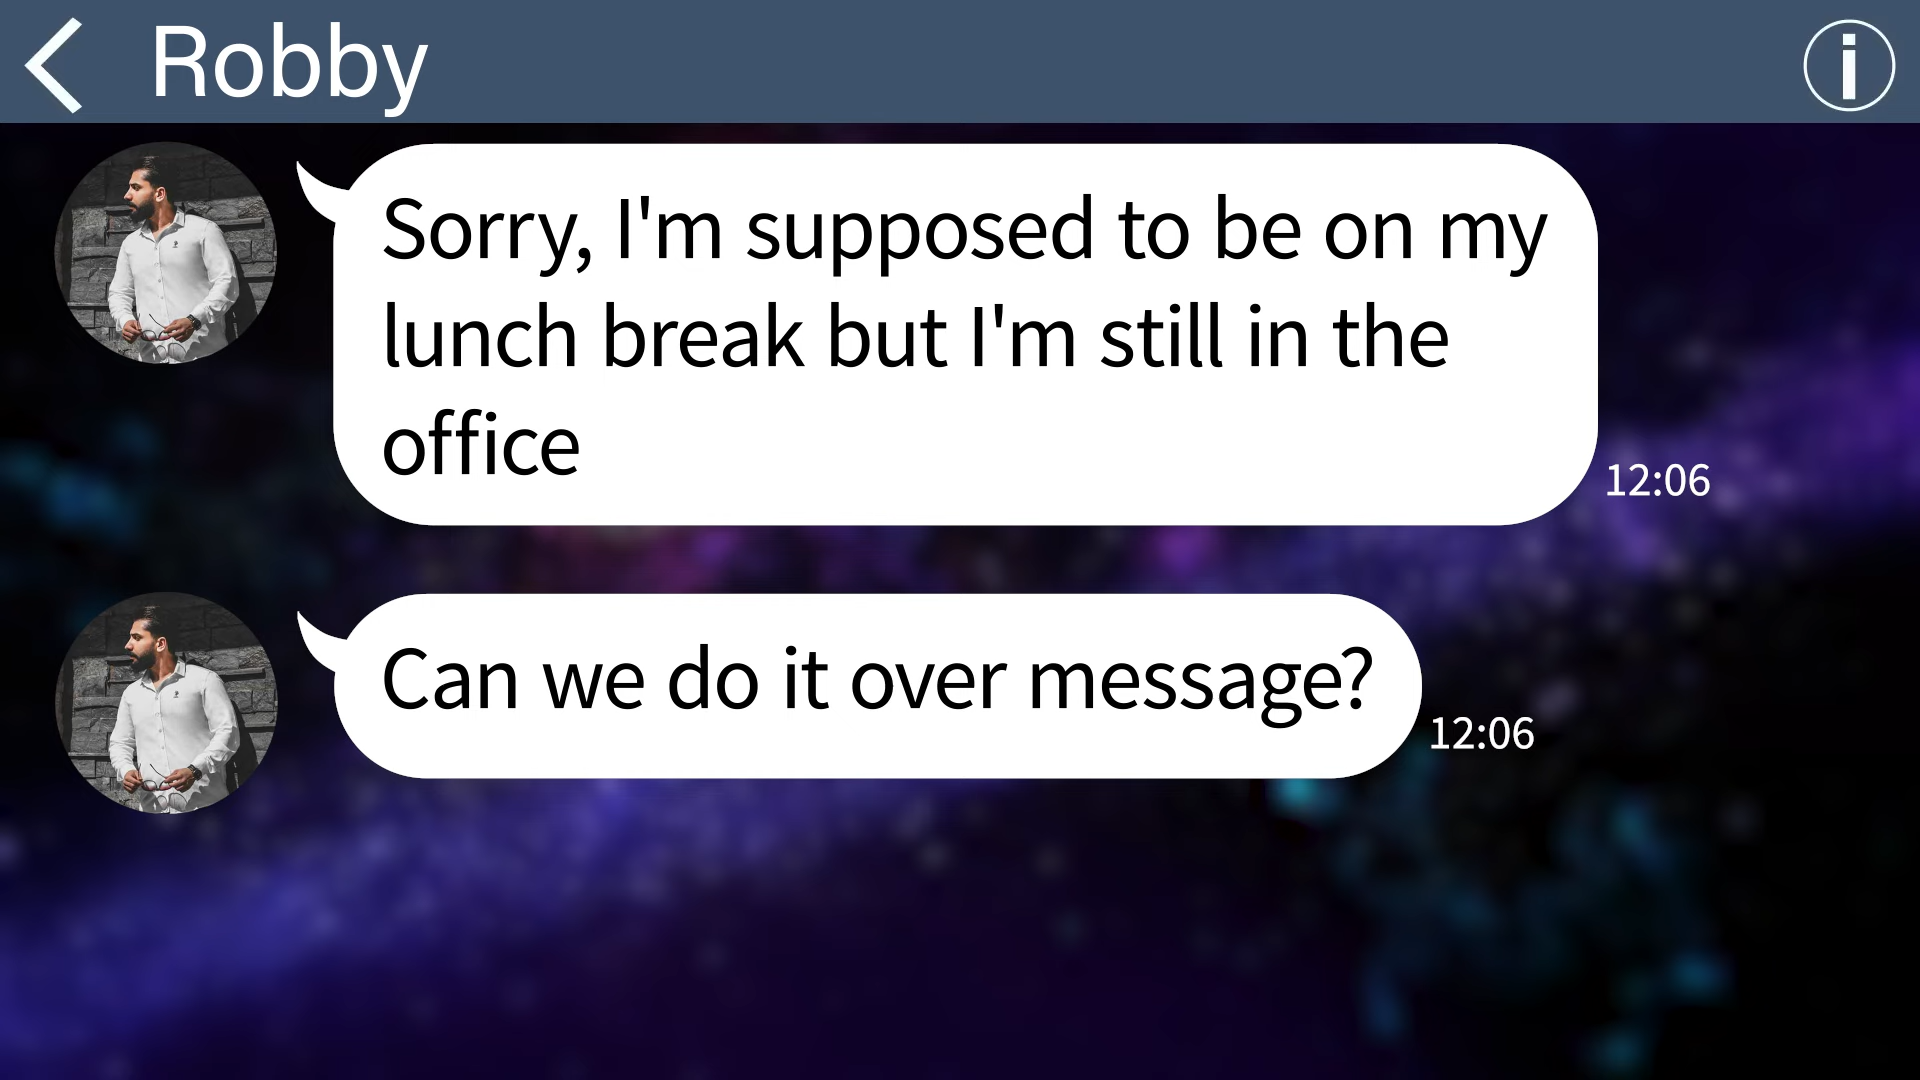 Robby
Sorry, I'm supposed to be on my
lunch break but I'm still in the
office
12:06
Can we do it over message?
12:06